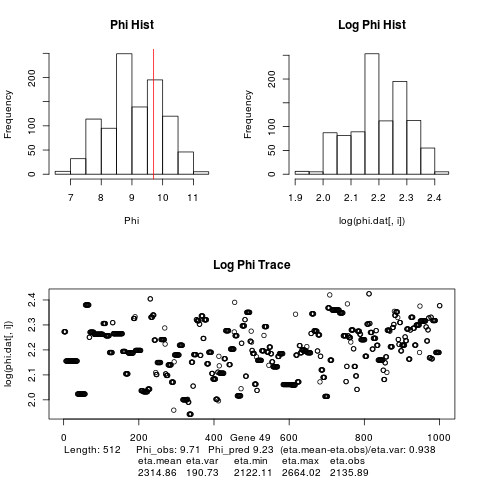 Phi Hist
Log Phi Hist
Frequency
0 50 100 200
7 8 9 10 11
Phi
Frequency
0 50 100 200
1.9 2.0 2.1 2.2 2.3 2.4
log(phi.dat[, i])
Log Phi Trace
log(phi.dat[, i])
2.0 2.1 2.2 2.3 2.4
0 200 400 600 800 1000
Gene 49
Length: 512 Phi_obs: 9.71 Phi_pred 9.23 (eta.mean-eta.obs)/eta.var: 0.938
eta.mean eta.var eta.min eta.max eta.obs
2314.86 190.73 2122.11 2664.02 2135.89